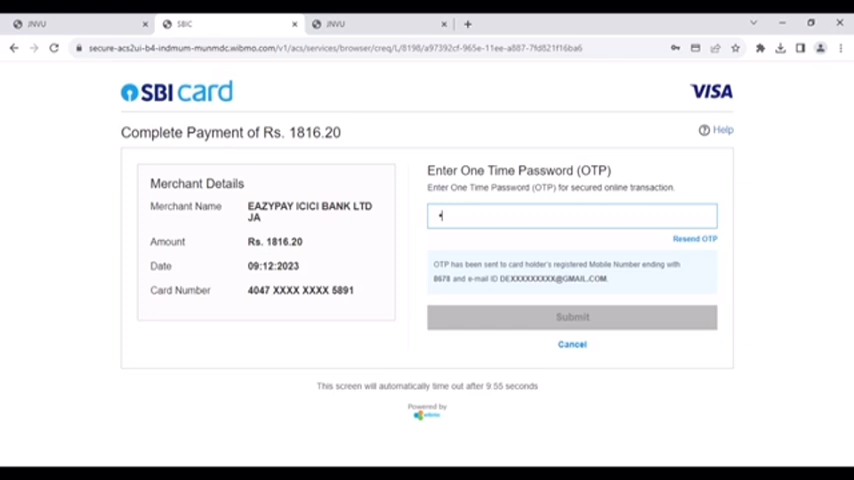 JNVU
SBIC
JNVU
secure-acs2ui-b4-indmum-munmdc.wibmo.com/v1/acs/services/browser/creq/L/8198/a97392cf-965e-11ee-a887-7fd821f16ba6
SBI card
VISA
Complete Payment of Rs. 1816.20
Help
Merchant Details
Merchant Name EAZYPAY ICICI BANK LTD
JA
Amount Rs. 1816.20
Date 09:12:2023
Card Number 4047 XXXX XXXX 5891
Enter One Time Password (OTP)
Enter One Time Password (OTP) for secured online transaction.
Resend OTP
OTP has been sent to card holder's registered Mobile Number ending with
8678 and e-mail ID DEXXXXXXXXX@GMAIL.COM.
Submit
Cancel
This screen will automatically time out after 9.55 seconds
Powered by
wibmo